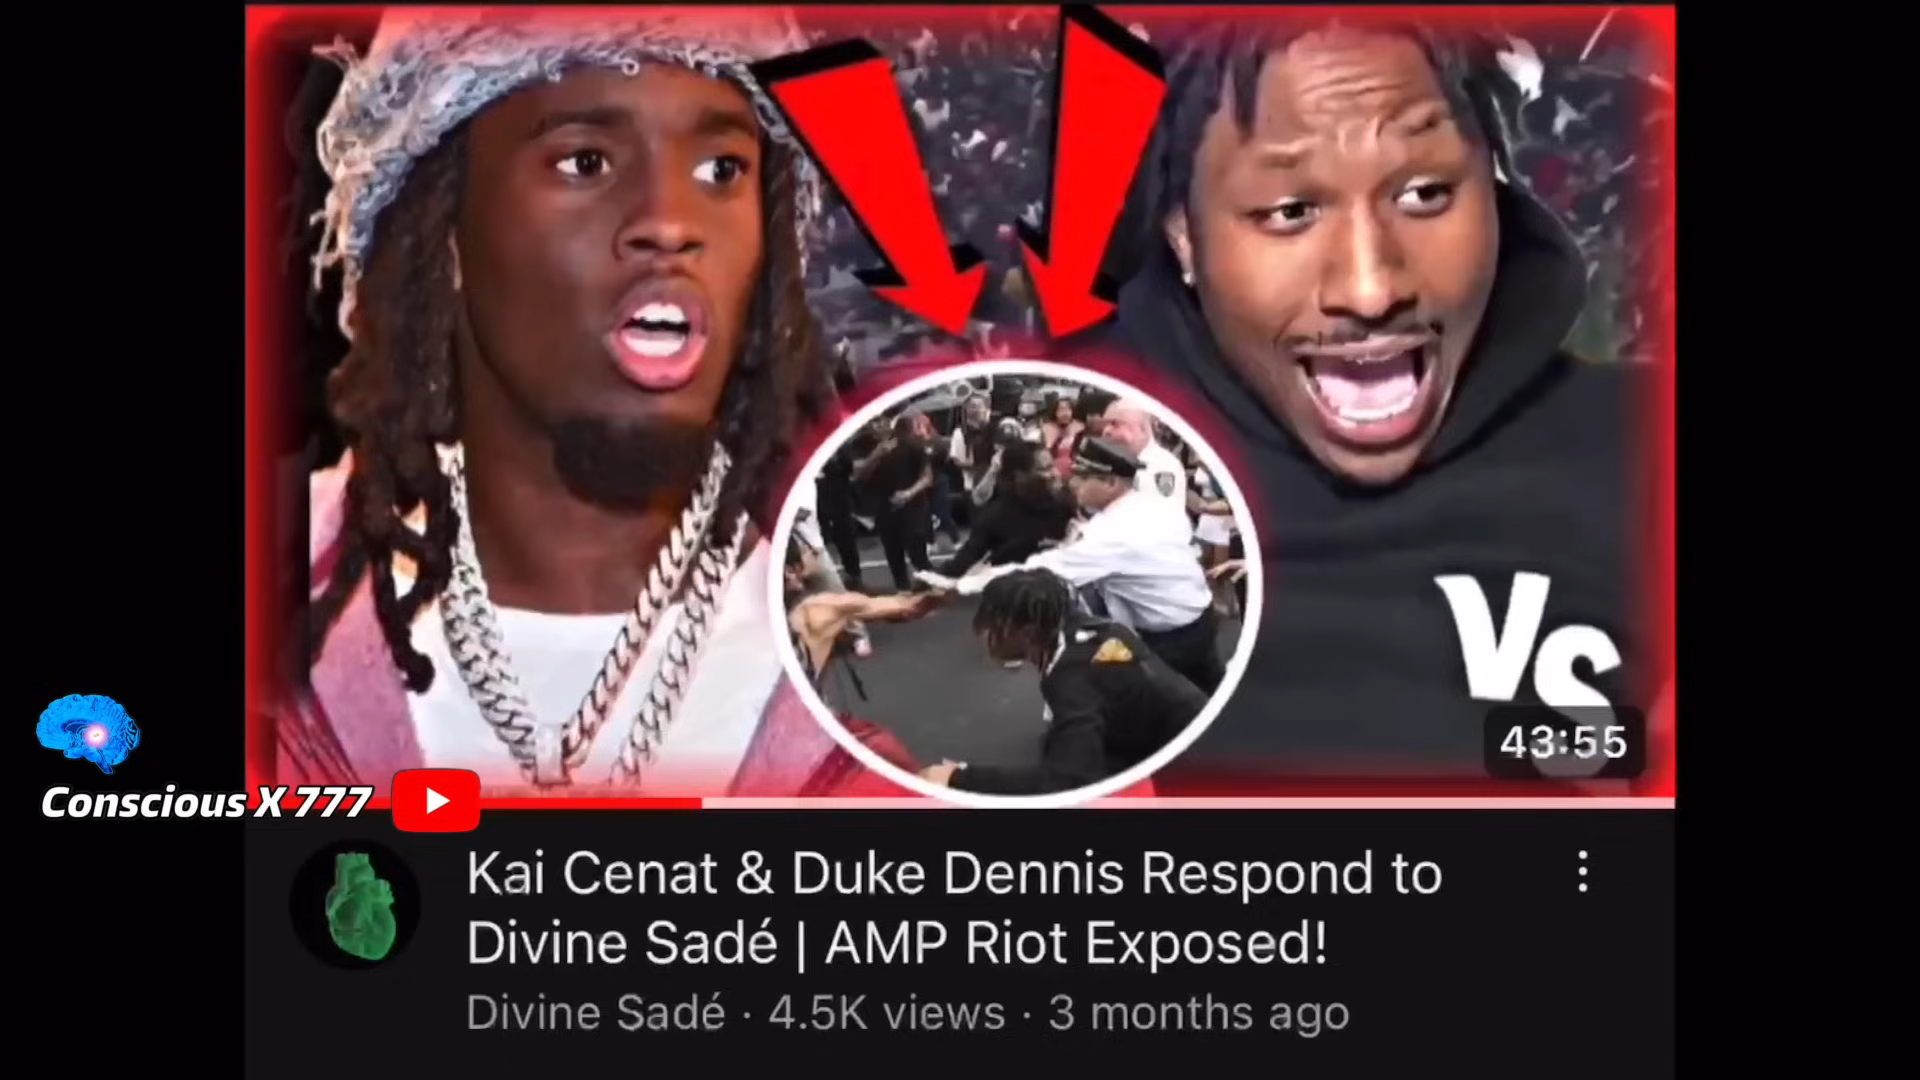 Vs
43:55
Conscious X 777
Kai Cenat & Duke Dennis Respond to
Divine Sadé | AMP Riot Exposed!
Divine Sadé · 4.5K views · 3 months ago